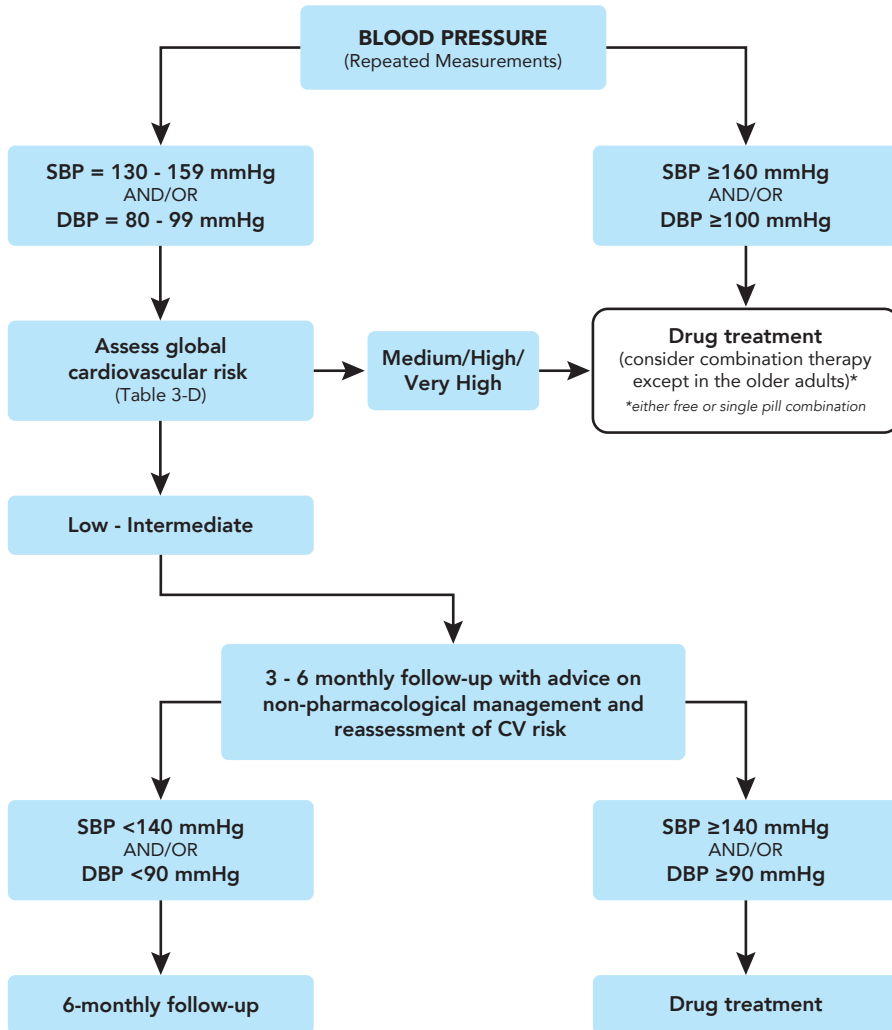 BLOOD PRESSURE
(Repeated Measurements)
SBP = 130 - 159 mmHg
AND/OR
DBP = 80 - 99 mmHg
SBP ≥160 mmHg
AND/OR
DBP ≥100 mmHg
Assess global
cardiovascular risk
(Table 3-D)
Medium/High/
Very High
Drug treatment
(consider combination therapy
except in the older adults)*
*either free or single pill combination
Low - Intermediate
3 - 6 monthly follow-up with advice on
non-pharmacological management and
reassessment of CV risk
SBP <140 mmHg
AND/OR
DBP <90 mmHg
SBP ≥140 mmHg
AND/OR
DBP ≥90 mmHg
6-monthly follow-up
Drug treatment